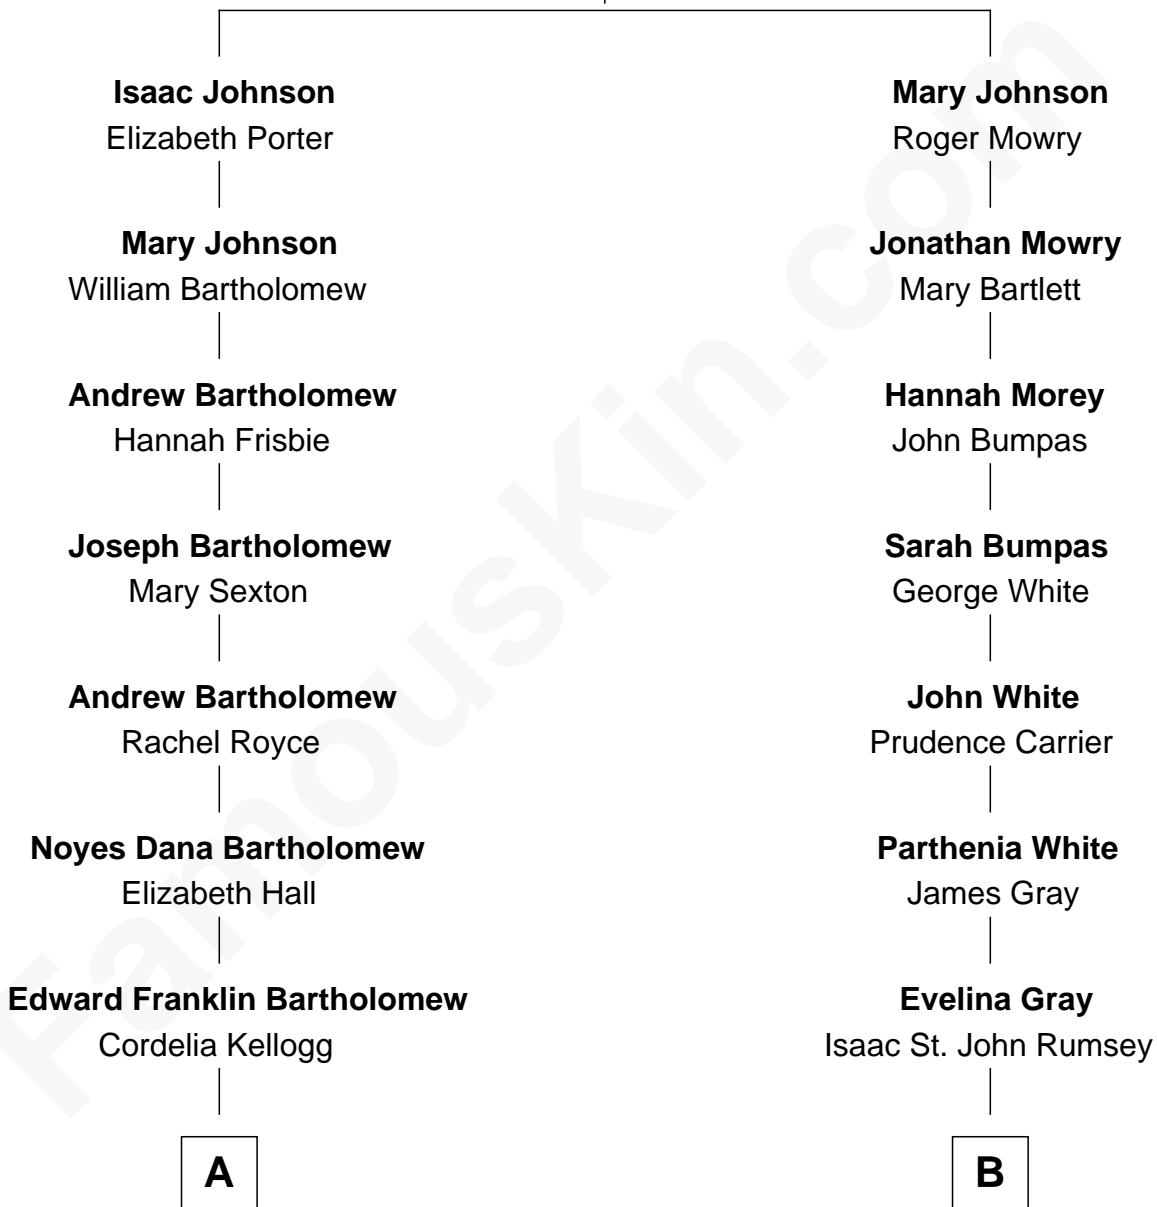 Isaac Johnson
Elizabeth Porter
Mary Johnson
William Bartholomew
Andrew Bartholomew
Hannah Frisbie
Joseph Bartholomew
Mary Sexton
Andrew Bartholomew
Rachel Royce
Noyes Dana Bartholomew
Elizabeth Hall
Edward Franklin Bartholomew
Cordelia Kellogg
A
Mary Johnson
Roger Mowry
Jonathan Mowry
Mary Bartlett
Hannah Morey
John Bumpas
Sarah Bumpas
George White
John White
Prudence Carrier
Parthenia White
James Gray
Evelina Gray
Isaac St. John Rumsey
B
FamousKin.com